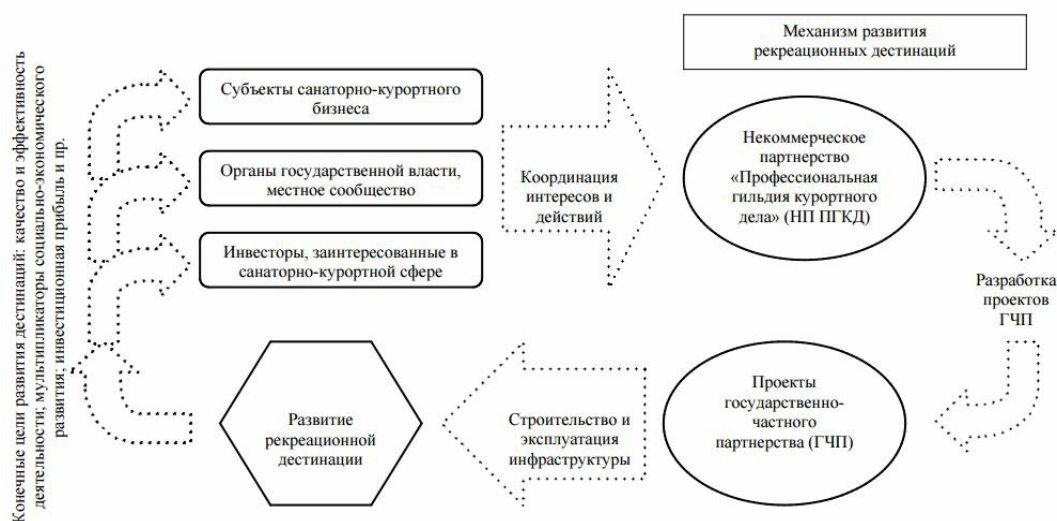 Механизм развития
рекреационных дестинаций
Конечные цели развития дестинаций: качество и эффективность
деятельности; мультипликаторы социально-экономического
развития; инвестиционная прибыль и пр.
Субъекты санаторно-курортного
бизнеса
Органы государственной власти,
местное сообщество
Инвесторы, заинтересованные в
санаторно-курортной сфере
Координация
интересов и
действий
Некоммерческое
партнерство
«Профессиональная
гильдия курортного
дела» (НП ПГКД)
Разработка
проектов
ГЧП
Проекты
государственно-
частного
партнерства (ГЧП)
Строительство и
эксплуатация
инфраструктуры
Развитие
рекреационной
дестинации